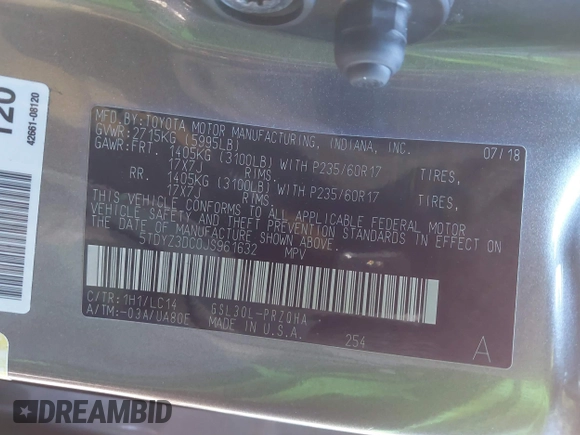 120
42661-08120
MFD.BY:TOYOTA MOTOR MANUFACTURING, INDIANA, INC.
GVWR: 2715KG (5995LB) 07/18
GAWR:FRT. 1405KG (3100LB) WITH P235/60R17 TIRES,
17X7J RIMS.
RR. 1405KG (3100LB) WITH P235/60R17 TIRES,
17X7J RIMS.
THIS VEHICLE CONFORMS TO ALL APPLICABLE FEDERAL MOTOR
VEHICLE SAFETY AND THEFT PREVENTION STANDARDS IN EFFECT ON
THE DATE OF MANUFACTURE SHOWN ABOVE.
5TDYZ3DC0JS961632 MPV
C/TR: 1H1/LC14 GSL30L-PRZQHA
A/TM:-03A/UA80E MADE IN U.S.A.
254
A
DREAMBID